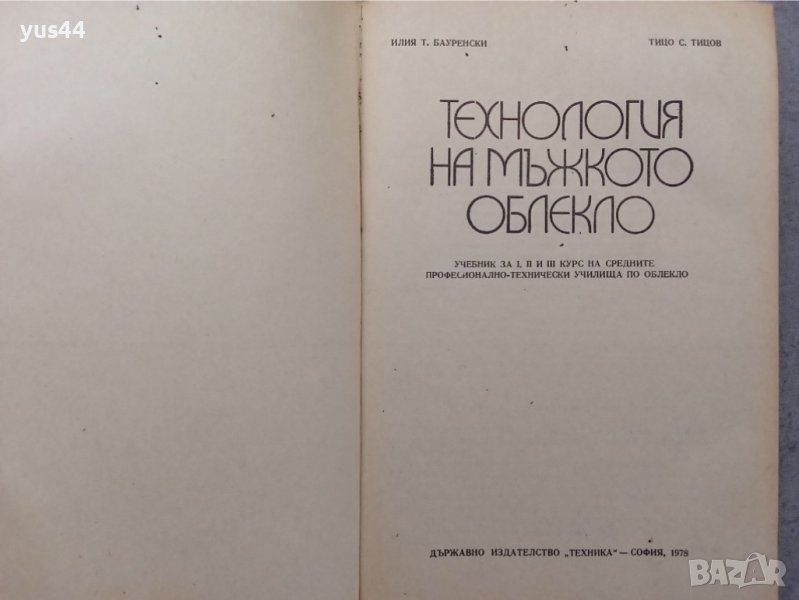 yus44
ИЛИЯ Т. БАУРЕНСКИ
ТИЦО С. ТИЦОВ
ТЕХНОЛОГИЯ
НА МЪЖКОТО
ОБЛЕКЛО
УЧЕБНИК ЗА I, II И III КУРС НА СРЕДНИТЕ
ПРОФЕСИОНАЛНО-ТЕХНИЧЕСКИ УЧИЛИЩА ПО ОБЛЕКЛО
ДЪРЖАВНО ИЗДАТЕЛСТВО „ТЕХНИКА“ — СОФИЯ, 1978
BAZAR